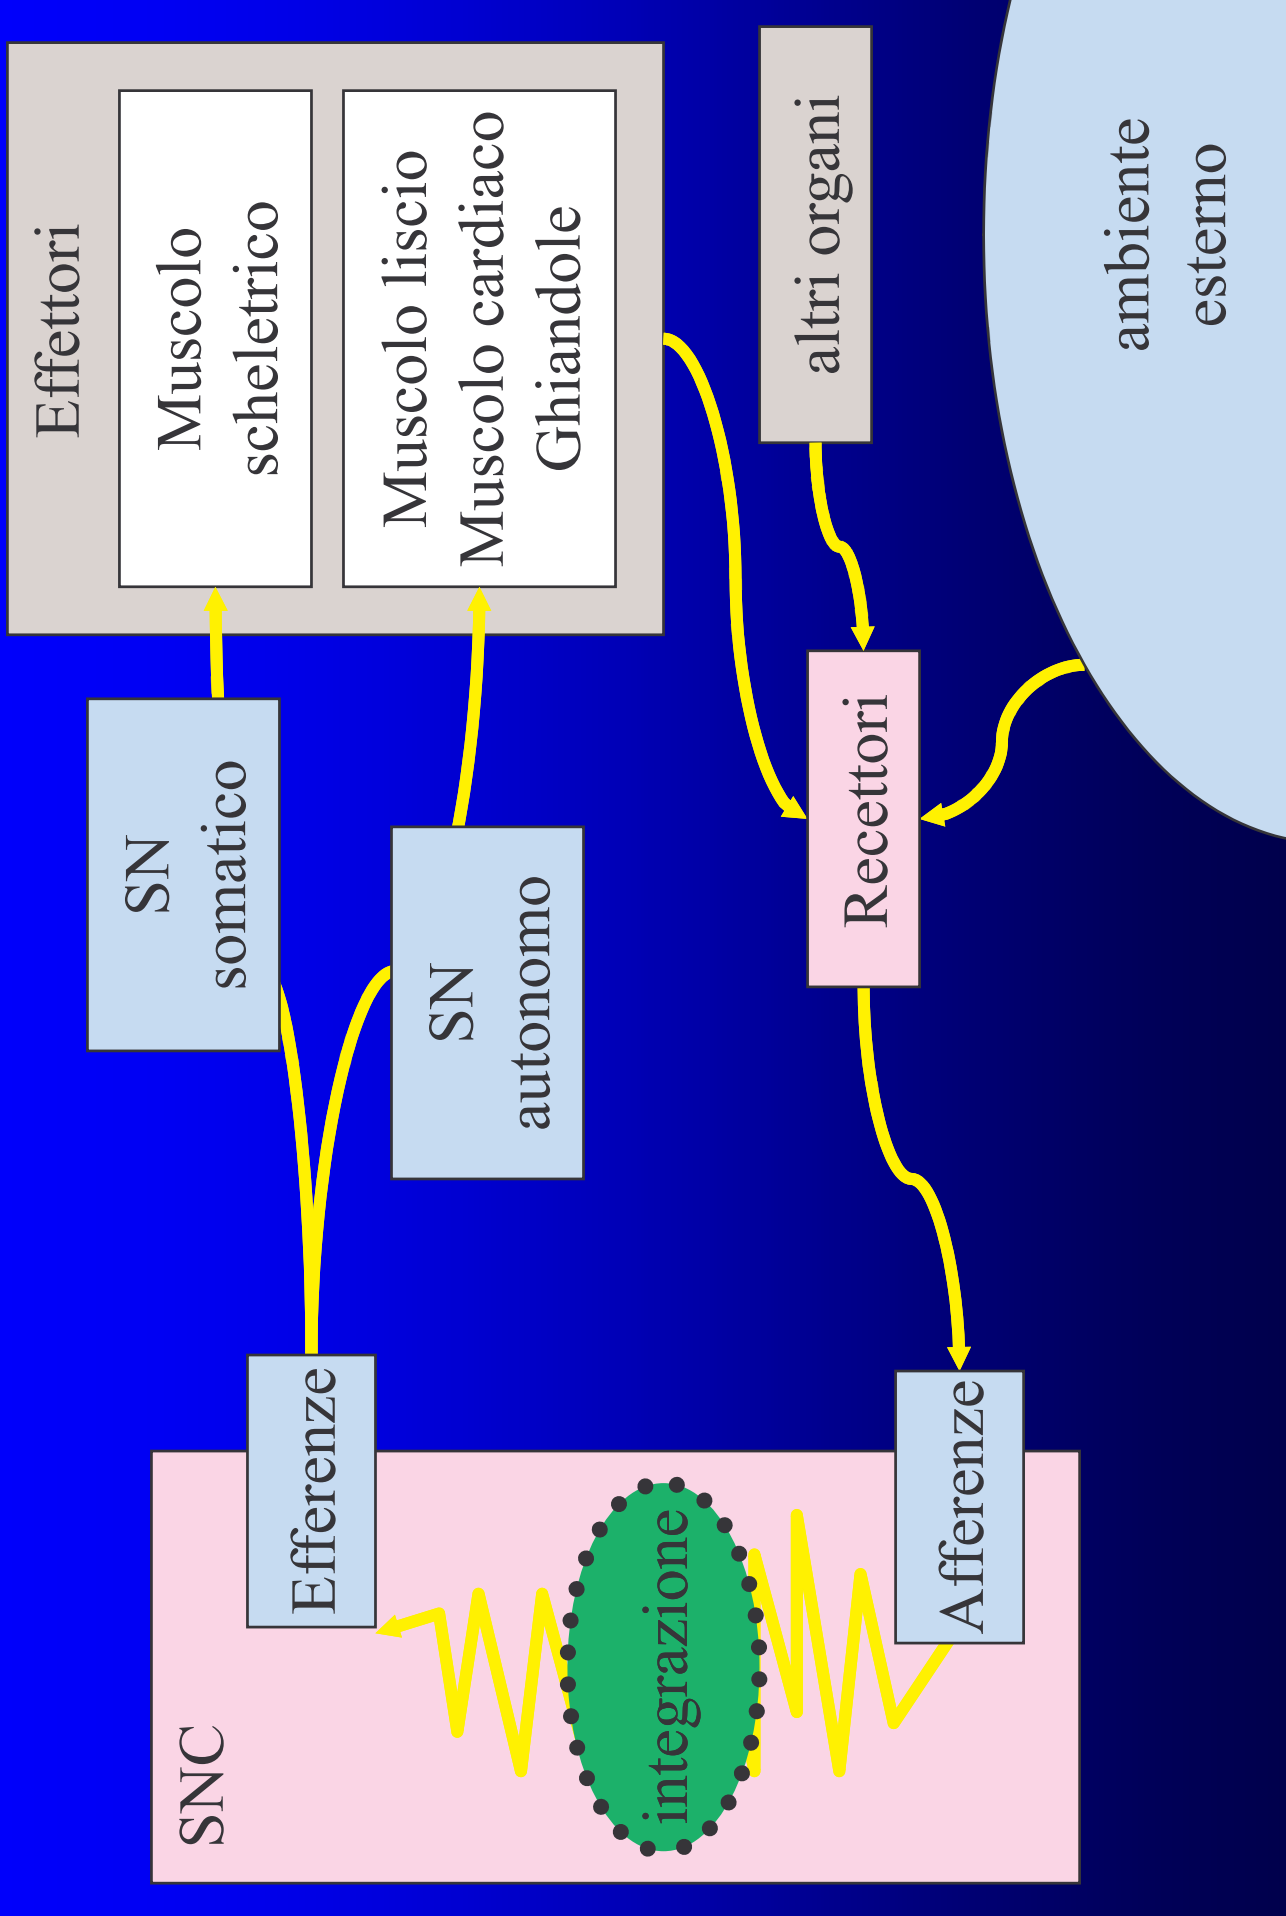 SNC
Efferenze
integrazione
Afferenze
SN
somatico
SN
autonomo
Effettori
Muscolo
scheletrico
Muscolo liscio
Muscolo cardiaco
Ghiandole
altri organi
Recettori
ambiente
esterno